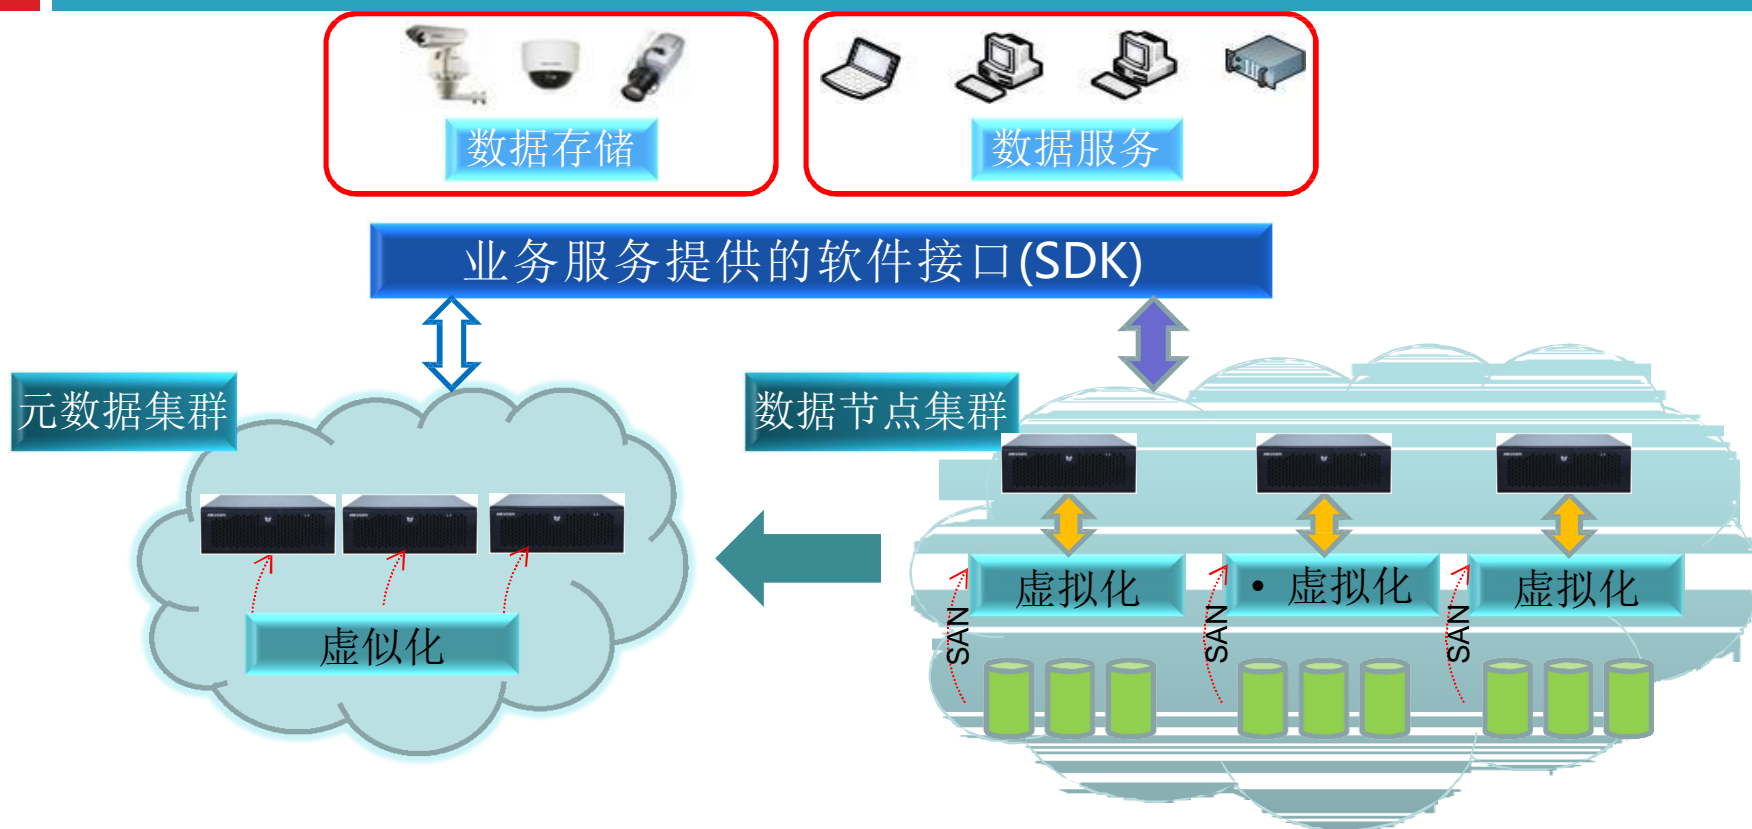 数据存储
数据服务
业务服务提供的软件接口(SDK)
元数据集群
数据节点集群
虚拟化
• 虚拟化
虚拟化
SAN
SAN
SAN
虚似化